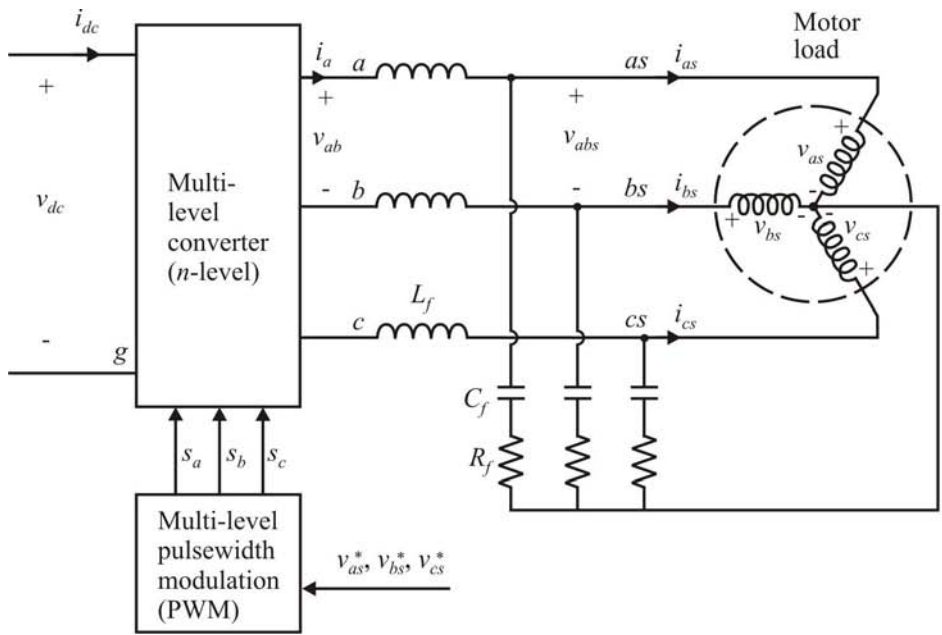 i_dc
+
v_dc
-
g
Multi-
level
converter
(n-level)
i_a
a
+
v_ab
-
b
c
L_f
as
i_as
+
v_abs
-
bs
i_bs
cs
i_cs
Motor
load
+
v_as
-
+
v_bs
-
-
v_cs
+
C_f
R_f
s_a
s_b
s_c
Multi-level
pulsewidth
modulation
(PWM)
v*_as, v*_bs, v*_cs